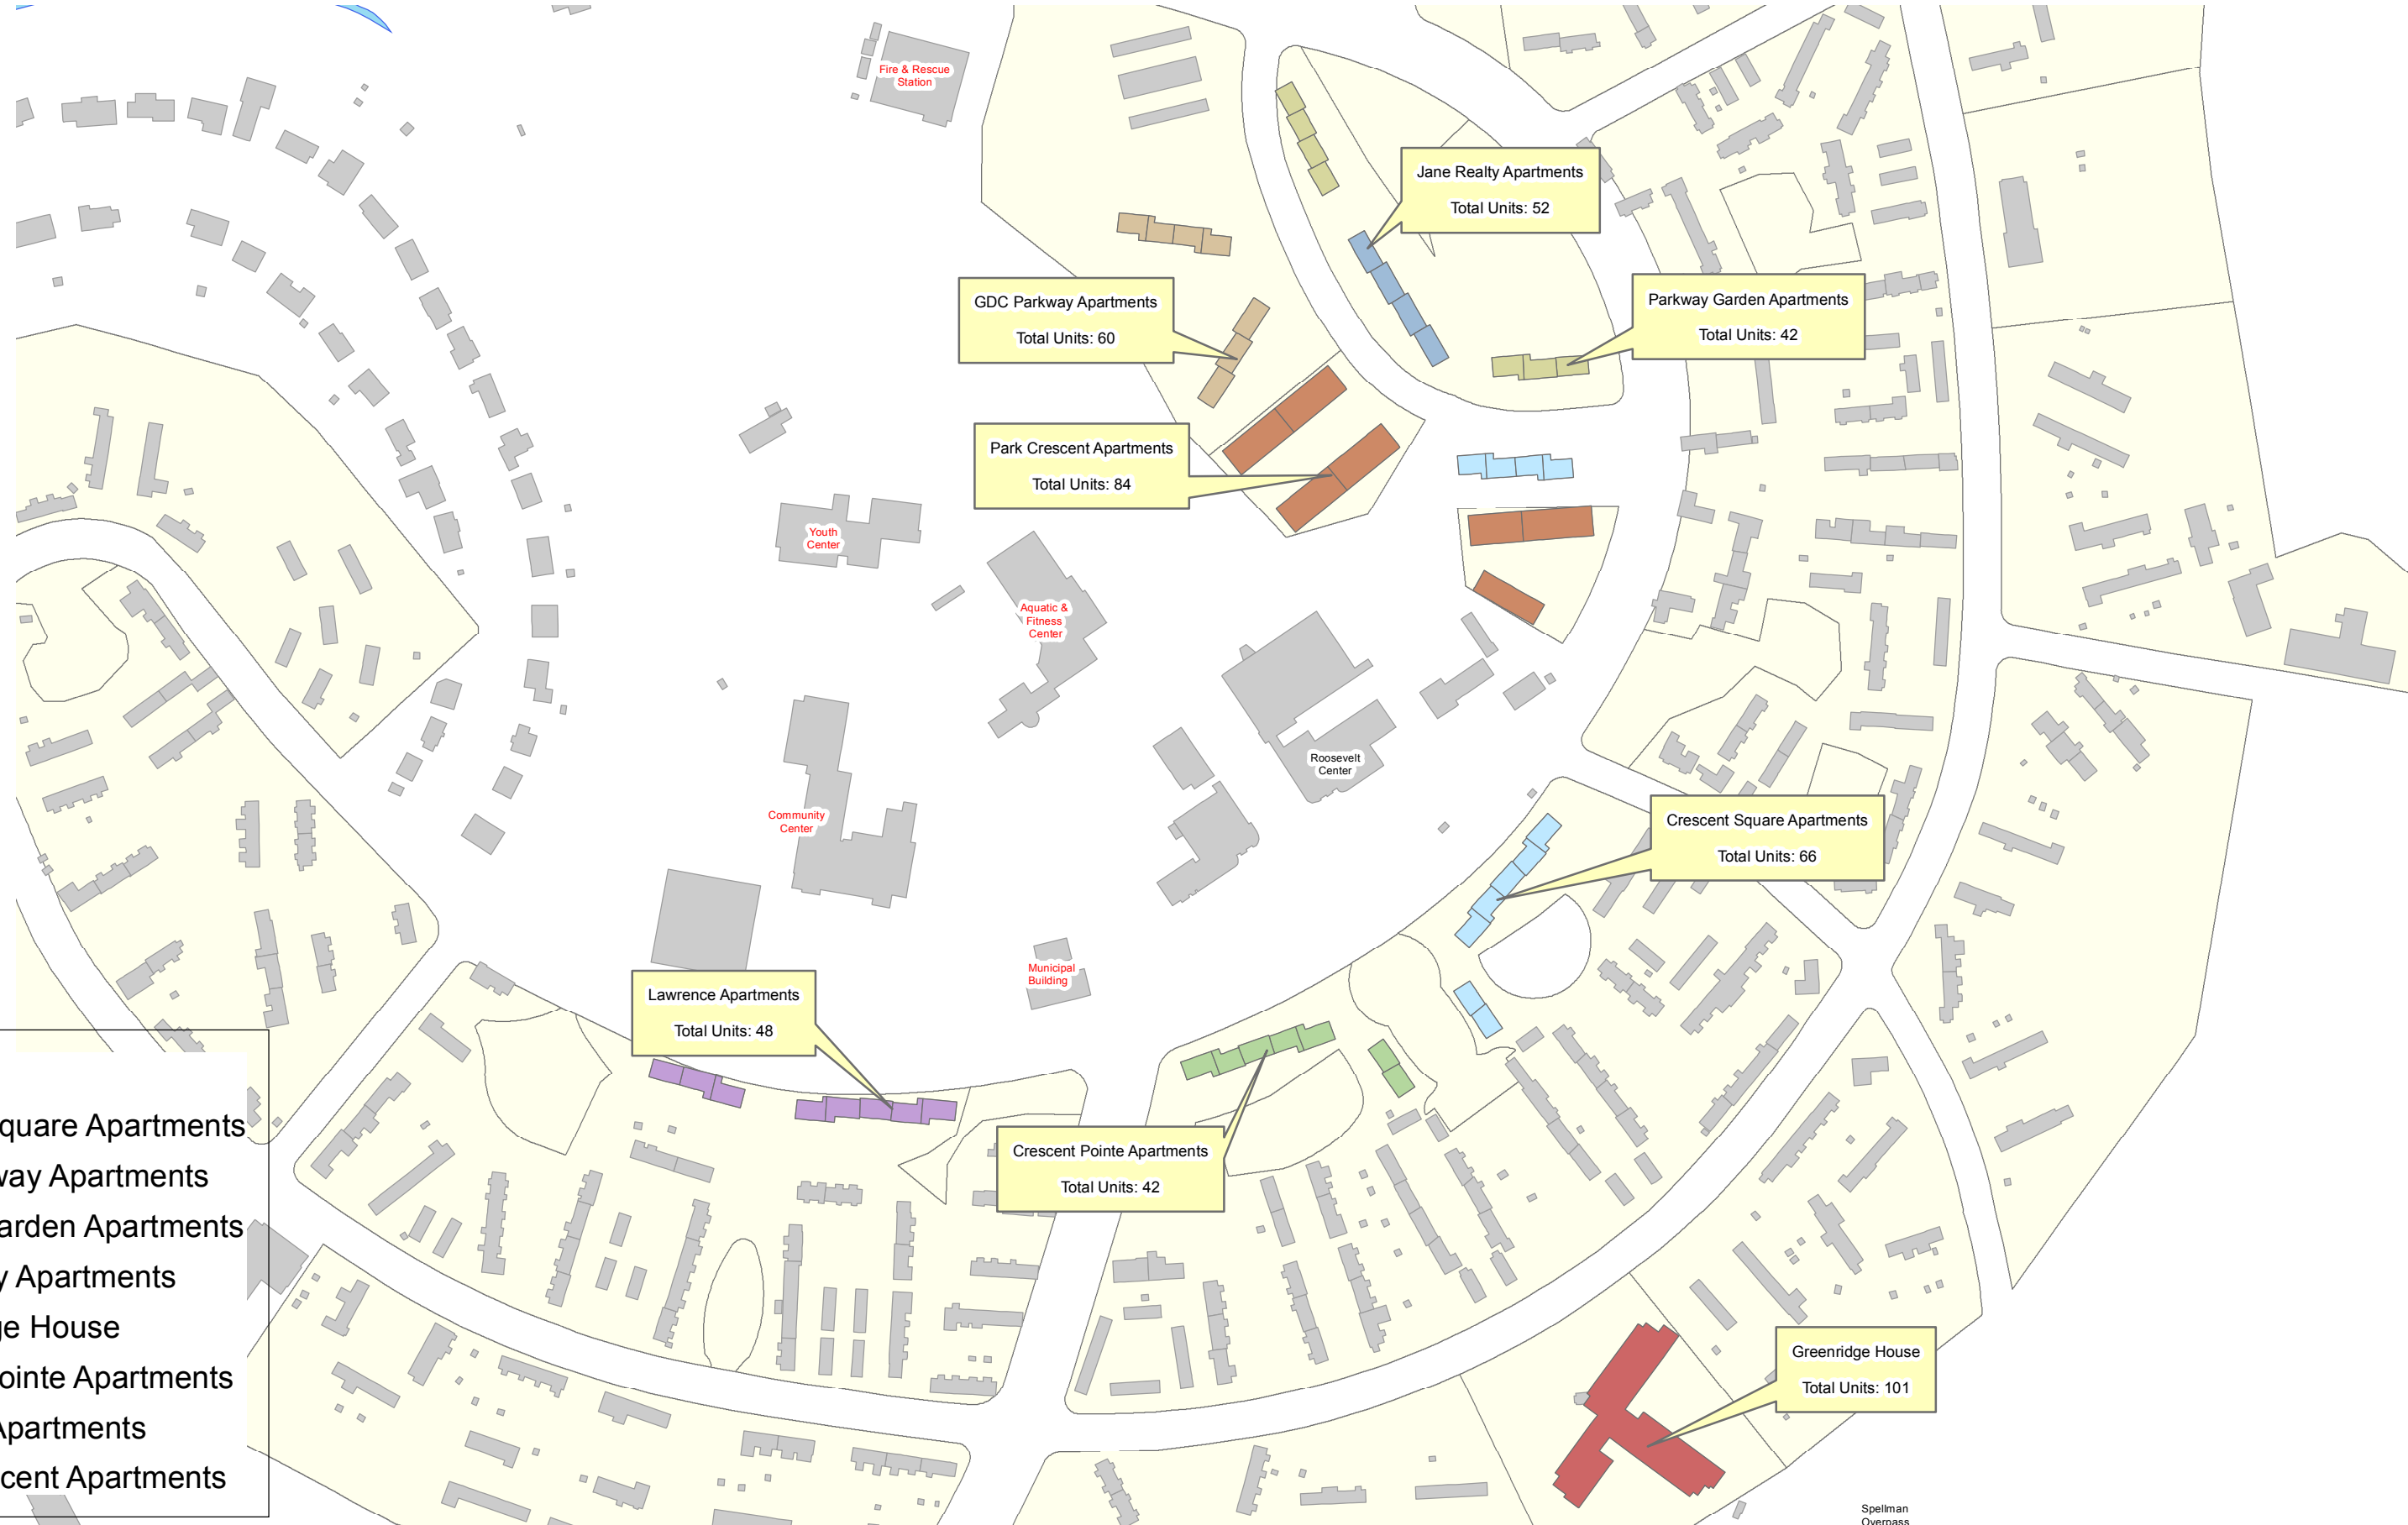 Fire & Rescue
Station
Jane Realty Apartments
Total Units: 52
GDC Parkway Apartments
Total Units: 60
Parkway Garden Apartments
Total Units: 42
Park Crescent Apartments
Total Units: 84
Youth
Center
Aquatic &
Fitness
Center
Roosevelt
Center
Community
Center
Crescent Square Apartments
Total Units: 66
Municipal
Building
Lawrence Apartments
Total Units: 48
Crescent Pointe Apartments
Total Units: 42
Greenridge House
Total Units: 101
quare Apartments
way Apartments
arden Apartments
y Apartments
ge House
ointe Apartments
Apartments
cent Apartments
Spellman
Overpass